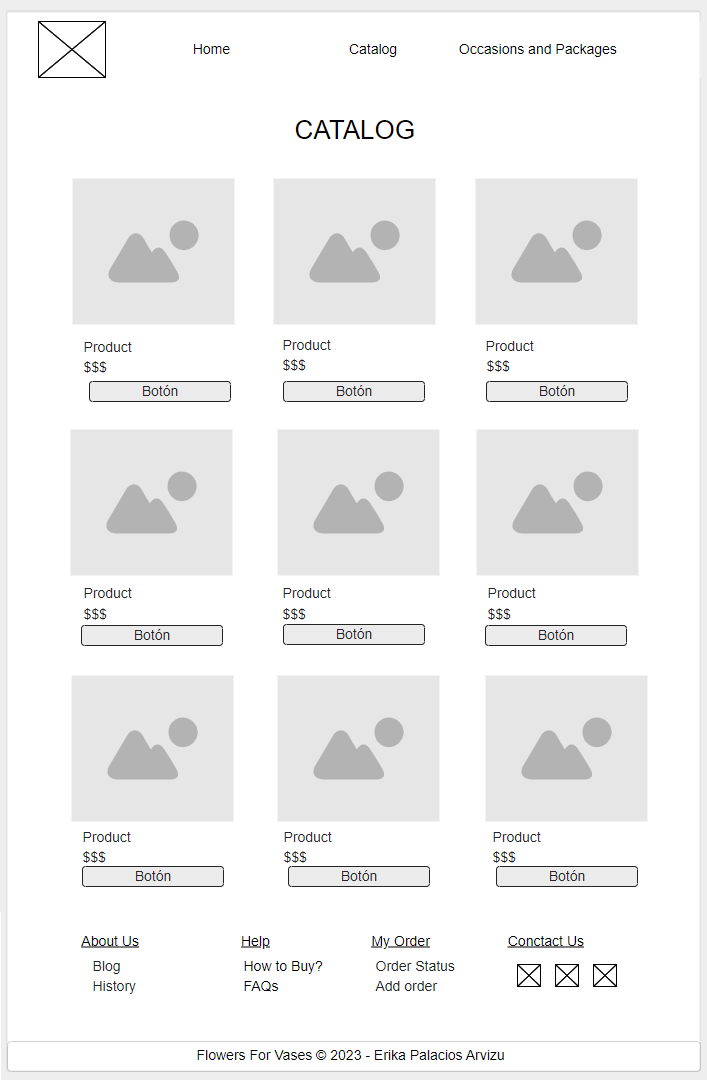 Home Catalog Occasions and Packages
CATALOG
Product Product Product
$$$ $$$ $$$
Botón Botón Botón
Product Product Product
$$$ $$$ $$$
Botón Botón Botón
Product Product Product
$$$ $$$ $$$
Botón Botón Botón
About Us Help My Order Conctact Us
Blog How to Buy? Order Status
History FAQs Add order
Flowers For Vases © 2023 - Erika Palacios Arvizu